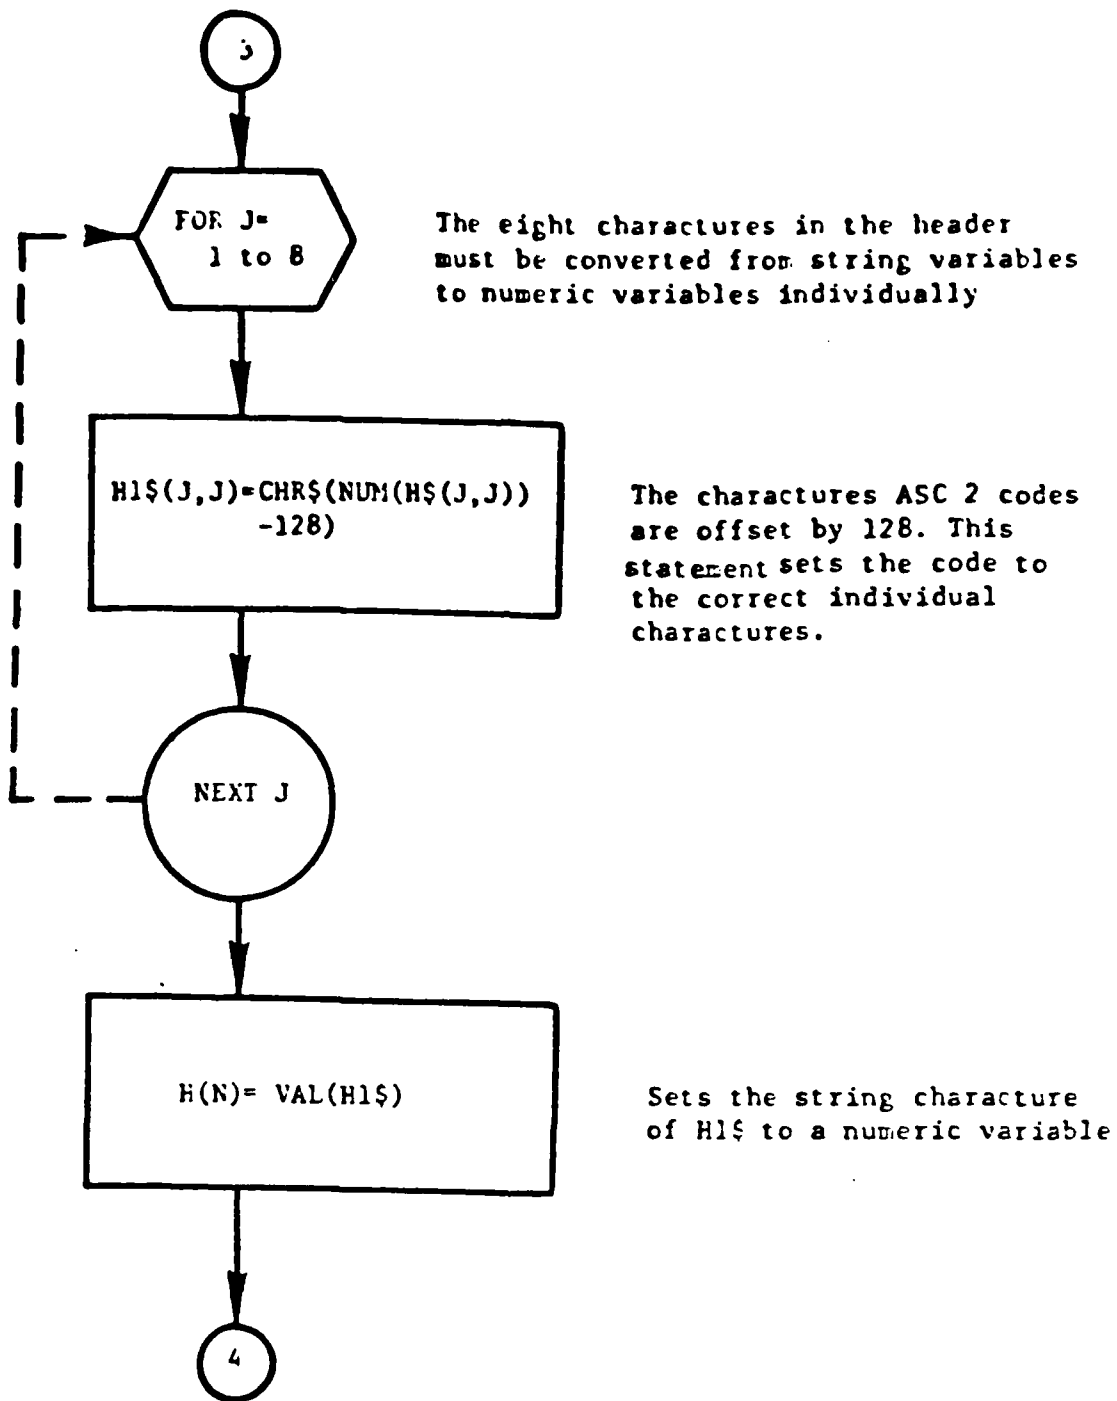 FOR J=
1 to 8
The eight charactures in the header
must be converted from string variables
to numeric variables individually
H1$(J,J)=CHR$(NUM(H$(J,J))
-128)
The charactures ASC 2 codes
are offset by 128. This
statement sets the code to
the correct individual
charactures.
NEXT J
H(N)= VAL(H1$)
Sets the string characture
of H1$ to a numeric variable
4